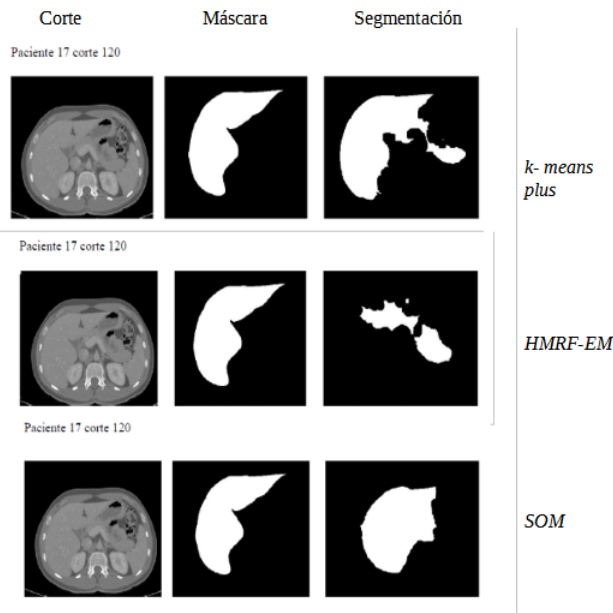 Corte Máscara Segmentación
Paciente 17 corte 120
k- means
plus
Paciente 17 corte 120
HMRF-EM
Paciente 17 corte 120
SOM